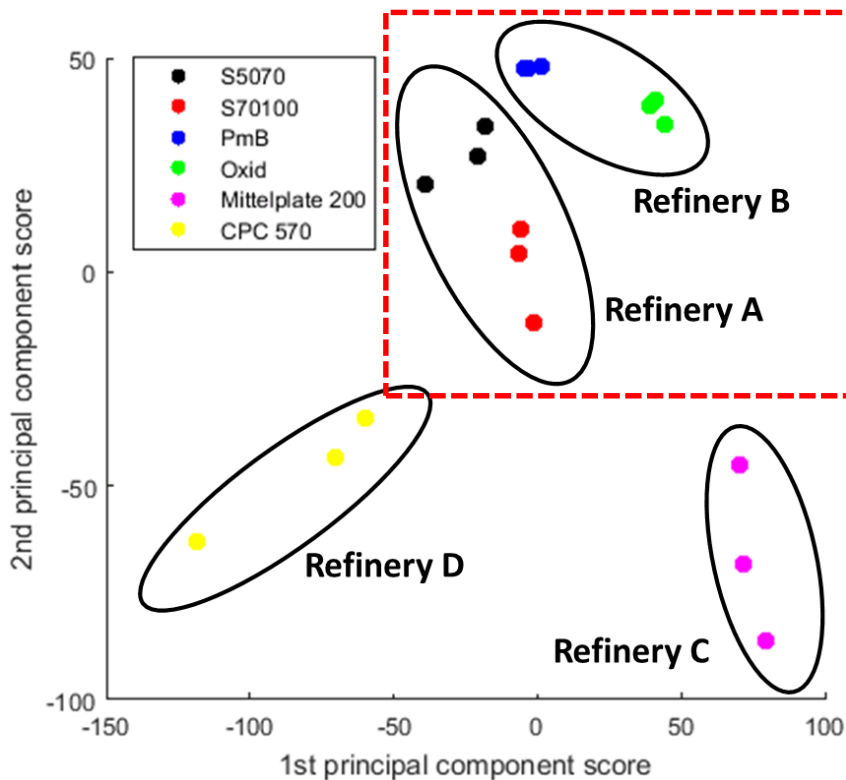 50
0
-50
-100
2nd principal component score
S5070
S70100
PmB
Oxid
Mittelplate 200
CPC 570
Refinery B
Refinery A
Refinery D
Refinery C
-150
-100
-50
0
50
100
1st principal component score